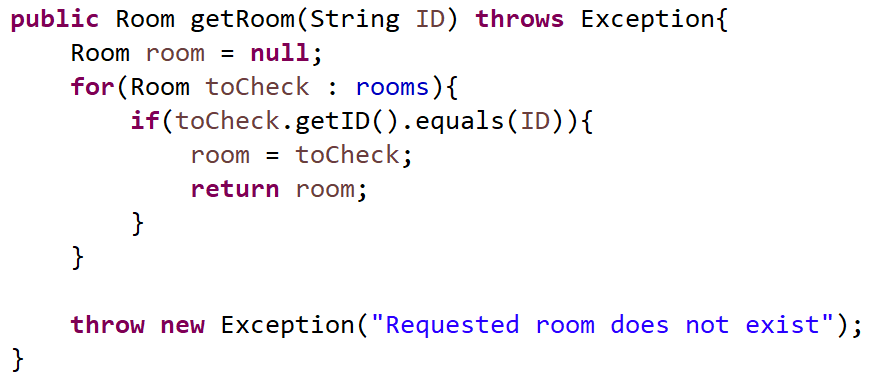 public Room getRoom(String ID) throws Exception{
    Room room = null;
    for(Room toCheck : rooms){
        if(toCheck.getID().equals(ID)){
            room = toCheck;
            return room;
        }
    }

    throw new Exception("Requested room does not exist");
}